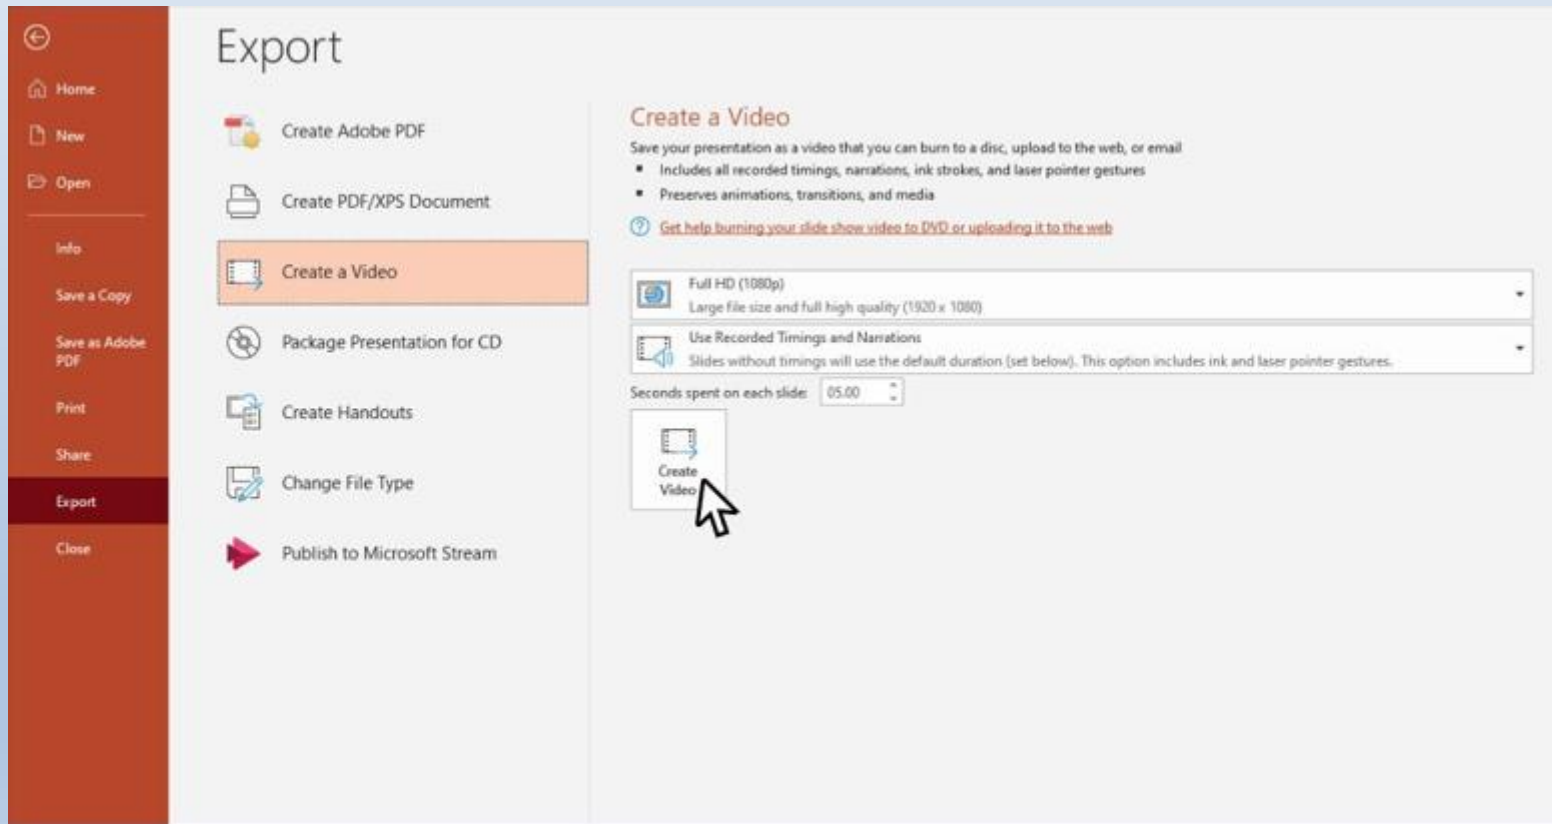 Home
New
Open
Info
Save a Copy
Save as Adobe
PDF
Print
Share
Export
Close
Export
Create Adobe PDF
Create PDF/XPS Document
Create a Video
Package Presentation for CD
Create Handouts
Change File Type
Publish to Microsoft Stream
Create a Video
Save your presentation as a video that you can burn to a disc, upload to the web, or email
Includes all recorded timings, narrations, ink strokes, and laser pointer gestures
Preserves animations, transitions, and media
Get help burning your slide show video to DVD or uploading it to the web
Full HD (1080p)
Large file size and full high quality (1920 x 1080)
Use Recorded Timings and Narrations
Slides without timings will use the default duration (set below). This option includes ink and laser pointer gestures.
Seconds spent on each slide: 05.00
Create
Video